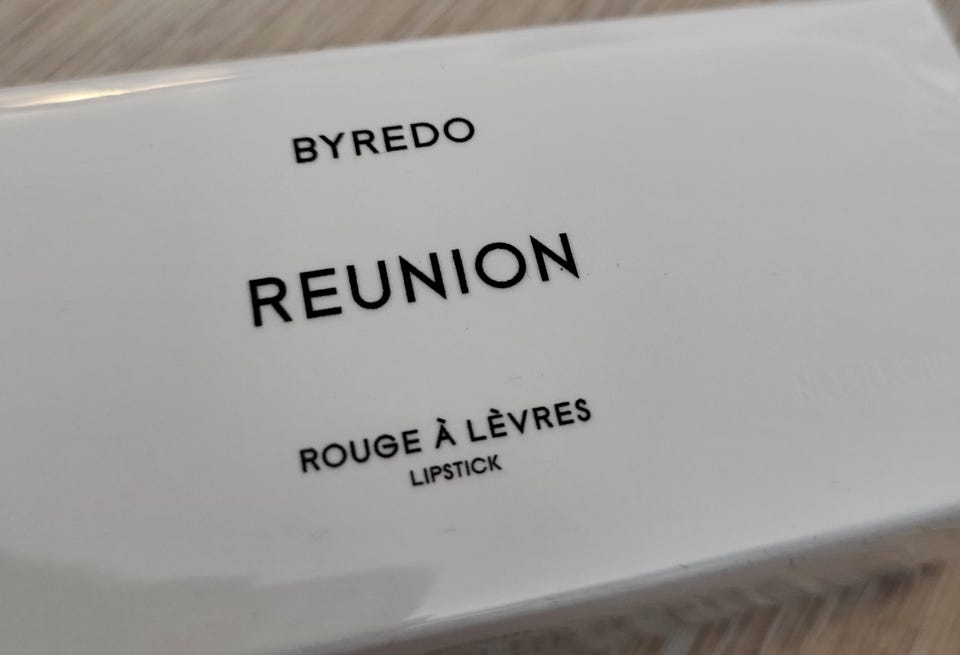 BYREDO
REUNION
ROUGE À LÈVRES
LIPSTICK